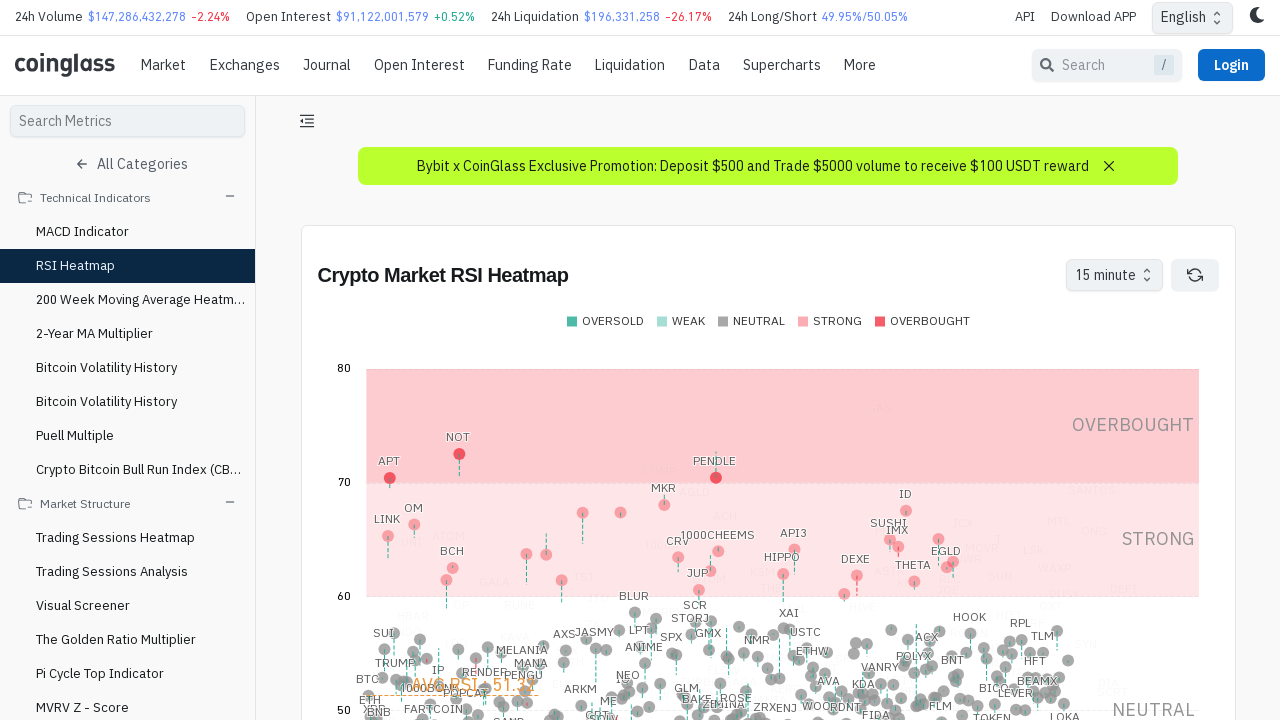 24h Volume $147,286,432,278 -2.24% Open Interest $91,122,001,579 +0.52% 24h Liquidation $196,331,258 -26.17% 24h Long/Short 49.95%/50.05% API Download APP English
coinglass Market Exchanges Journal Open Interest Funding Rate Liquidation Data Supercharts More Search / Login
Search Metrics
All Categories
Technical Indicators
MACD Indicator
RSI Heatmap
200 Week Moving Average Heatm...
2-Year MA Multiplier
Bitcoin Volatility History
Bitcoin Volatility History
Puell Multiple
Crypto Bitcoin Bull Run Index (CB...
Market Structure
Trading Sessions Heatmap
Trading Sessions Analysis
Visual Screener
The Golden Ratio Multiplier
Pi Cycle Top Indicator
MVRV Z - Score
Bybit x CoinGlass Exclusive Promotion: Deposit $500 and Trade $5000 volume to receive $100 USDT reward
Crypto Market RSI Heatmap 15 minute
OVERSOLD WEAK NEUTRAL STRONG OVERBOUGHT
80
OVERBOUGHT
NOT
APT PENDLE
70
MKR
ID
OM
LINK SUSHI
IMX
API3 1000CHEEMS
CRV
STRONG
BCH EGLD
HIPPO DEXE
THETA
JUP
60
BLUR
SCR
XAI HOOK
STORJ RPL
SUI AXS JASMY LPT SPX GMX NMR USTC ACX TLM
ANIME
MELANIA ETHW
POLYX BNT HFT
TRUMP MANA
IP RENDER PENGU NEO VANRY
BTC AVA KDA BEAMX
AVG RSI : 51.31
ARKM GLM BICO
POPCAT LEVER
ETH BAKE ROSE
FARTCOIN ME ZRXENJ WOO RDNT FLM
BNB FIDA TOKEN LOKA
50 NEUTRAL